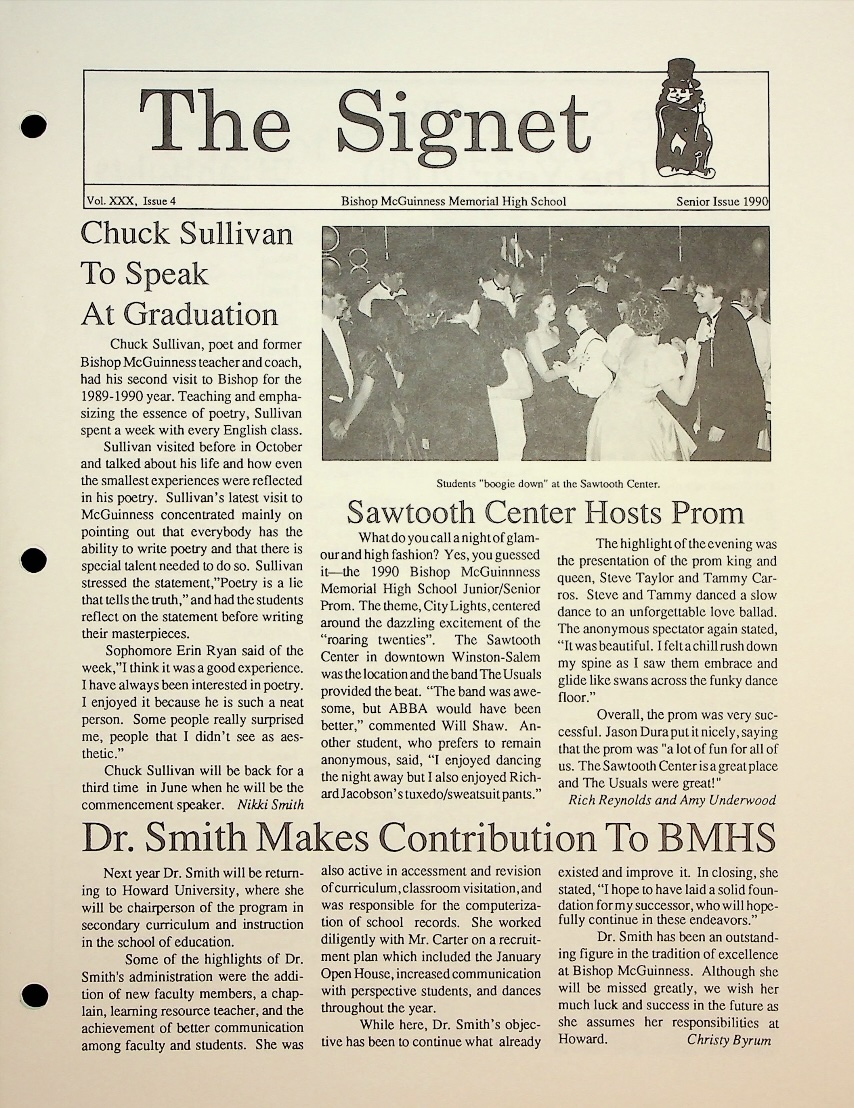 The Signet
Vol. XXX, Issue 4
Bishop McGuinness Memorial High School
Senior Issue 1990
Chuck Sullivan
To Speak
At Graduation
Chuck Sullivan, poet and former
Bishop McGuinness teacher and coach,
had his second visit to Bishop for the
1989-1990 year. Teaching and empha-
sizing the essence of poetry, Sullivan
spent a week with every English class.
Sullivan visited before in October
and talked about his life and how even
the smallest experiences were reflected
in his poetry. Sullivan's latest visit to
McGuinness concentrated mainly on
pointing out that everybody has the
ability to write poetry and that there is
special talent needed to do so. Sullivan
stressed the statement,"Poetry is a lie
that tells the truth," and had the students
reflect on the statement before writing
their masterpieces.
Sophomore Erin Ryan said of the
week,"I think it was a good experience.
I have always been interested in poetry.
I enjoyed it because he is such a neat
person. Some people really surprised
me, people that I didn't see as aes-
thetic."
Chuck Sullivan will be back for a
third time in June when he will be the
commencement speaker. Nikki Smith
Students "boogie down" at the Sawtooth Center.
Sawtooth Center Hosts Prom
What do you call a night of glam-
our and high fashion? Yes, you guessed
it—the 1990 Bishop McGuinnness
Memorial High School Junior/Senior
Prom. The theme, City Lights, centered
around the dazzling excitement of the
"roaring twenties". The Sawtooth
Center in downtown Winston-Salem
was the location and the band The Usuals
provided the beat. "The band was awe-
some, but ABBA would have been
better," commented Will Shaw. An-
other student, who prefers to remain
anonymous, said, "I enjoyed dancing
the night away but I also enjoyed Rich-
ard Jacobson's tuxedo/sweatsuit pants."
The highlight of the evening was
the presentation of the prom king and
queen, Steve Taylor and Tammy Car-
ros. Steve and Tammy danced a slow
dance to an unforgettable love ballad.
The anonymous spectator again stated,
"It was beautiful. I felt a chill rush down
my spine as I saw them embrace and
glide like swans across the funky dance
floor."
Overall, the prom was very suc-
cessful. Jason Dura put it nicely, saying
that the prom was "a lot of fun for all of
us. The Sawtooth Center is a great place
and The Usuals were great!"
Rich Reynolds and Amy Underwood
Dr. Smith Makes Contribution To BMHS
Next year Dr. Smith will be return-
ing to Howard University, where she
will be chairperson of the program in
secondary curriculum and instruction
in the school of education.
Some of the highlights of Dr.
Smith's administration were the addi-
tion of new faculty members, a chap-
lain, learning resource teacher, and the
achievement of better communication
among faculty and students. She was
also active in accessment and revision
of curriculum, classroom visitation, and
was responsible for the computeriza-
tion of school records. She worked
diligently with Mr. Carter on a recruit-
ment plan which included the January
Open House, increased communication
with perspective students, and dances
throughout the year.
While here, Dr. Smith's objec-
tive has been to continue what already
existed and improve it. In closing, she
stated, "I hope to have laid a solid foun-
dation for my successor, who will hope-
fully continue in these endeavors."
Dr. Smith has been an outstand-
ing figure in the tradition of excellence
at Bishop McGuinness. Although she
will be missed greatly, we wish her
much luck and success in the future as
she assumes her responsibilities at
Howard. Christy Byrum